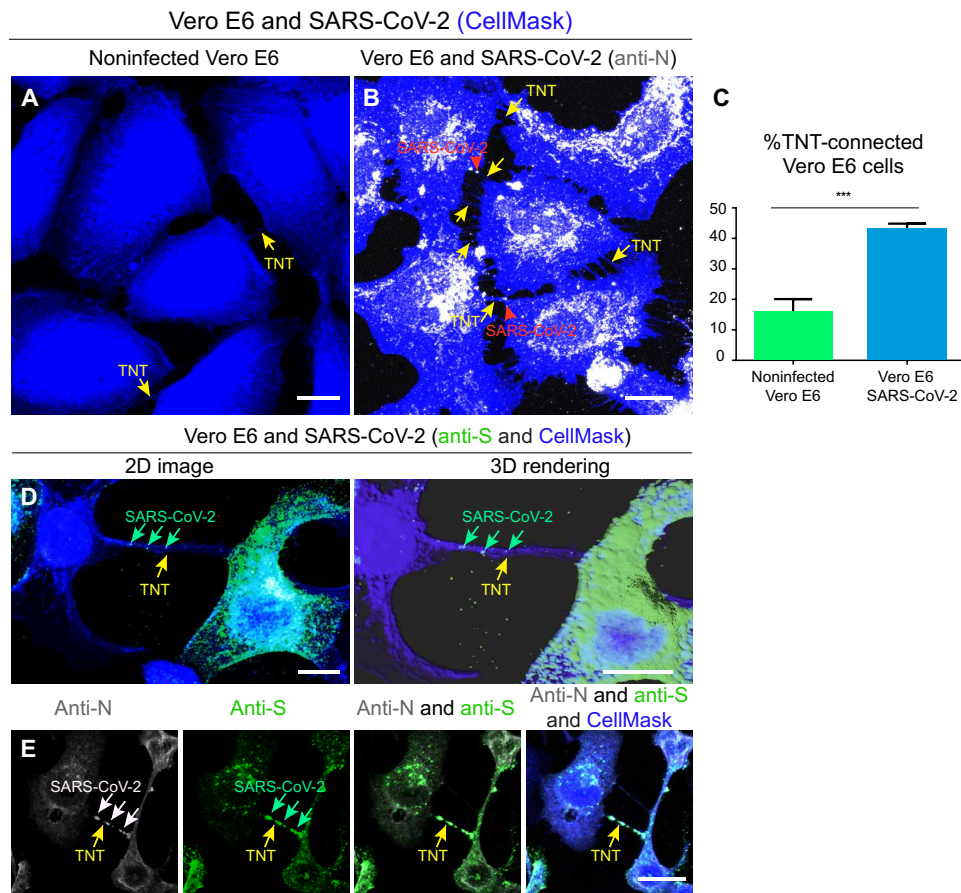 Vero E6 and SARS-CoV-2 (CellMask)
Noninfected Vero E6
Vero E6 and SARS-CoV-2 (anti-N)
A
TNT
TNT
B
TNT
SARS-CoV-2
TNT
TNT
SARS-CoV-2
C
%TNT-connected
Vero E6 cells
***
50
40
30
20
10
0
Noninfected
Vero E6
Vero E6
SARS-CoV-2
Vero E6 and SARS-CoV-2 (anti-S and CellMask)
2D image
3D rendering
D
SARS-CoV-2
TNT
SARS-CoV-2
TNT
Anti-N
Anti-S
Anti-N and anti-S
Anti-N and anti-S
and CellMask
E
SARS-CoV-2
TNT
SARS-CoV-2
TNT
TNT
TNT